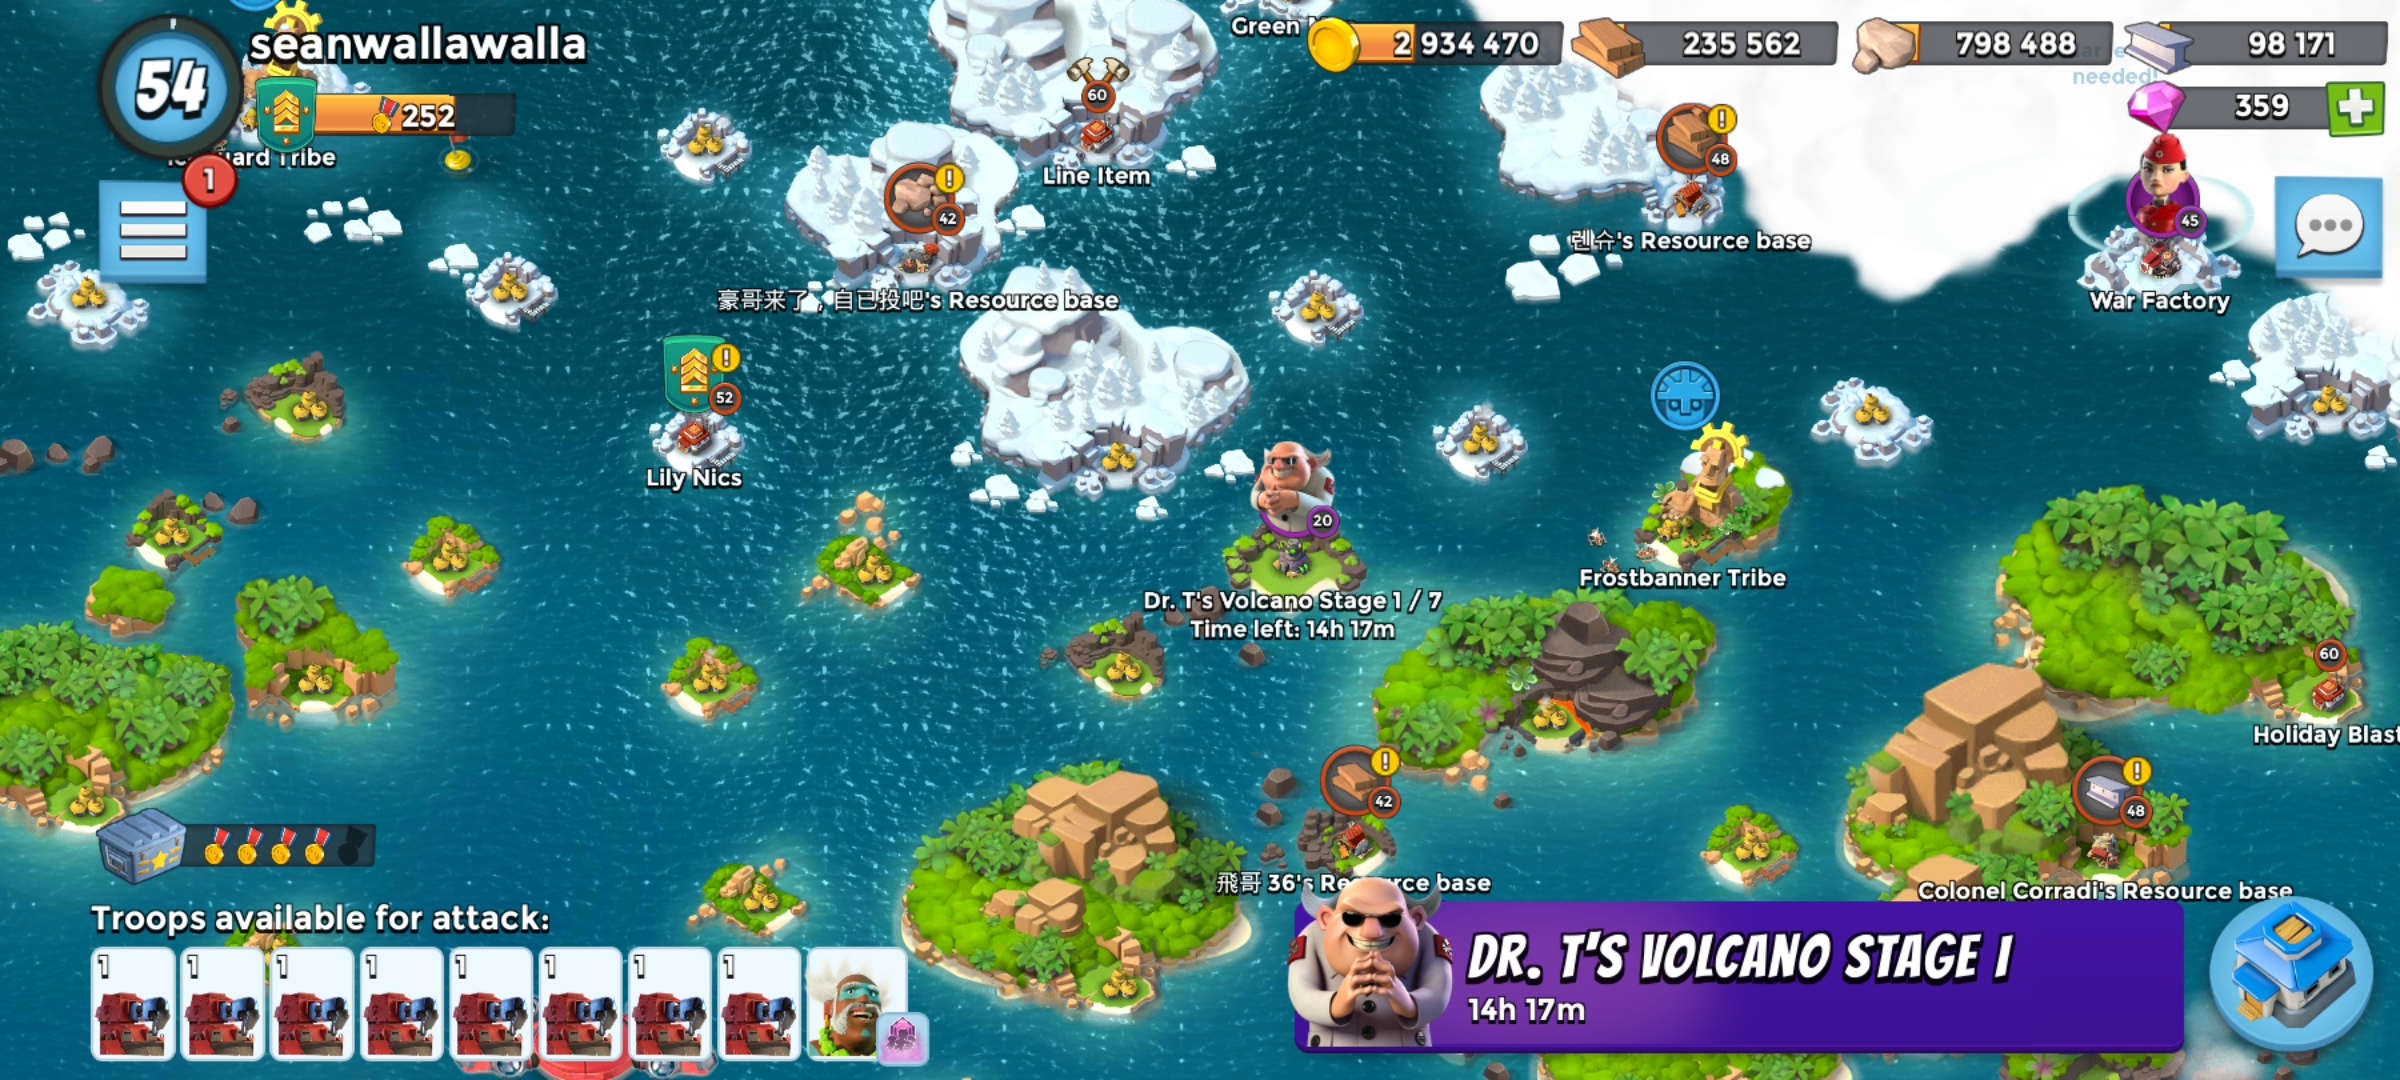 seanwallawalla
54
252
Green
2 934 470
235 562
798 488
98 171
needed!
359
Tribe
1
60
Line Item
42
豪哥来了，自已投吧's Resource base
48
렌슈's Resource base
45
War Factory
52
Lily Nics
20
Dr. T's Volcano Stage 1 / 7
Time left: 14h 17m
Frostbanner Tribe
60
Holiday Blast
42
飛哥 36's Resource base
48
Colonel Corradi's Resource base
Troops available for attack:
1 1 1 1 1 1 1 1
DR. T'S VOLCANO STAGE 1
14h 17m